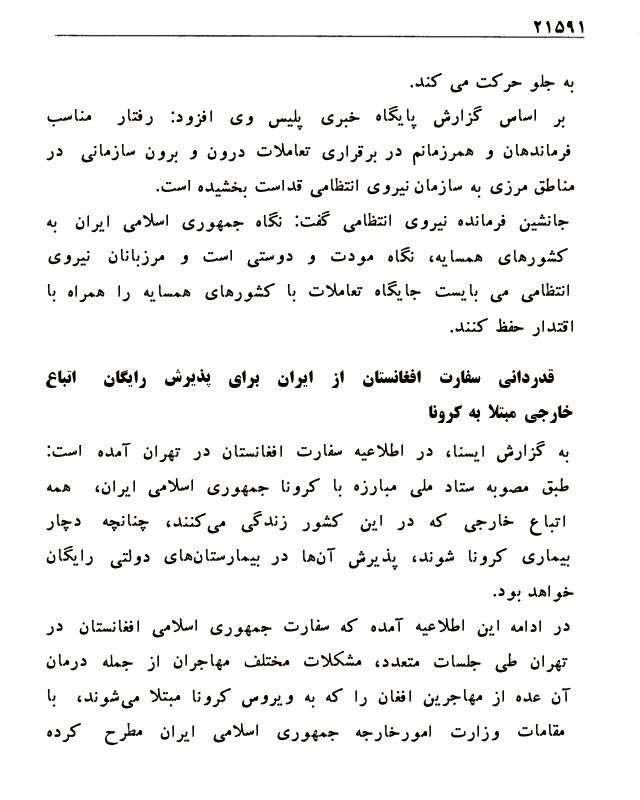 ۲۱۵۹۱
به جلو حرکت می کند.
بر اساس گزارش پایگاه خبری پلیس وی افزود: رفتار مناسب
فرماندهان و همرزمانم در برقراری تعاملات درون و برون سازمانی در
مناطق مرزی به سازمان نیروی انتظامی قداست بخشیده است.
جانشین فرمانده نیروی انتظامی گفت: نگاه جمهوری اسلامی ایران به
کشورهای همسایه، نگاه مودت و دوستی است و مرزبانان نیروی
انتظامی می بایست جایگاه تعاملات با کشورهای همسایه را همراه با
اقتدار حفظ کنند.
قدردانی سفارت افغانستان از ایران برای پذیرش رایگان اتباع
خارجی مبتلا به کرونا
به گزارش ایسنا، در اطلاعیه سفارت افغانستان در تهران آمده است:
طبق مصوبه ستاد ملی مبارزه با کرونا جمهوری اسلامی ایران، همه
اتباع خارجی که در این کشور زندگی می‌کنند، چنانچه دچار
بیماری کرونا شوند، پذیرش آن‌ها در بیمارستان‌های دولتی رایگان
خواهد بود.
در ادامه این اطلاعیه آمده که سفارت جمهوری اسلامی افغانستان در
تهران طی جلسات متعدد، مشکلات مختلف مهاجران از جمله درمان
آن عده از مهاجرین افغان را که به ویروس کرونا مبتلا می‌شوند، با
مقامات وزارت امورخارجه جمهوری اسلامی ایران مطرح کرده